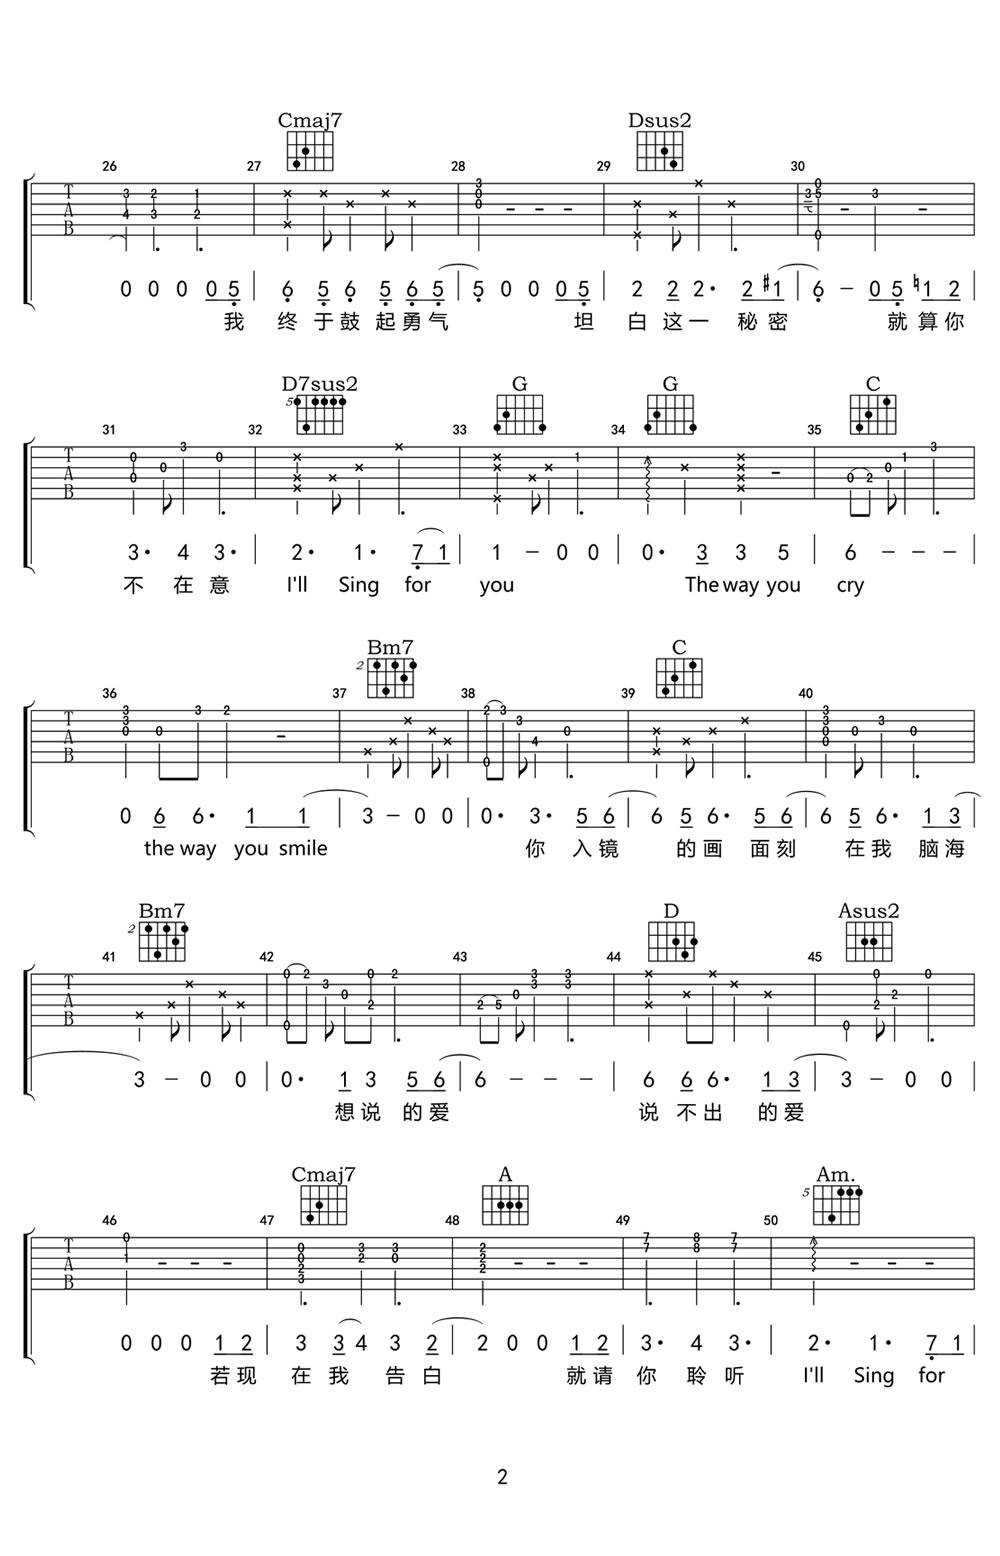 Cmaj7 Dsus2
26 27 28 29 30
0 0 0 0 5 | 6 5 6 5 6 5 | 5 0 0 0 5 | 2 2 2· 2 #1 | 6 – 0 5 ♮1 2
我 终 于 鼓 起 勇 气 坦 白 这 一 秘 密 就 算 你
D7sus2 G G C
5
31 32 33 34 35
3· 4 3· | 2· 1· 7 1 | 1 – 0 0 | 0· 3 3 5 | 6 – – –
不 在 意 I'll Sing for you The way you cry
Bm7 C
2
36 37 38 39 40
0 6 6· 1 1 | 3 – 0 0 | 0· 3· 5 6 | 6 5 6· 5 6 | 6 5 6· 1 3
the way you smile 你 入 镜 的 画 面 刻 在 我 脑 海
Bm7 D Asus2
2
41 42 43 44 45
3 – 0 0 | 0· 1 3 5 6 | 6 – – – | 6 6 6· 1 3 | 3 – 0 0
想 说 的 爱 说 不 出 的 爱
Cmaj7 A Am.
5
46 47 48 49 50
0 0 0 1 2 | 3 3 4 3 2 | 2 0 0 1 2 | 3· 4 3· | 2· 1· 7 1
若 现 在 我 告 白 就 请 你 聆 听 I'll Sing for
2